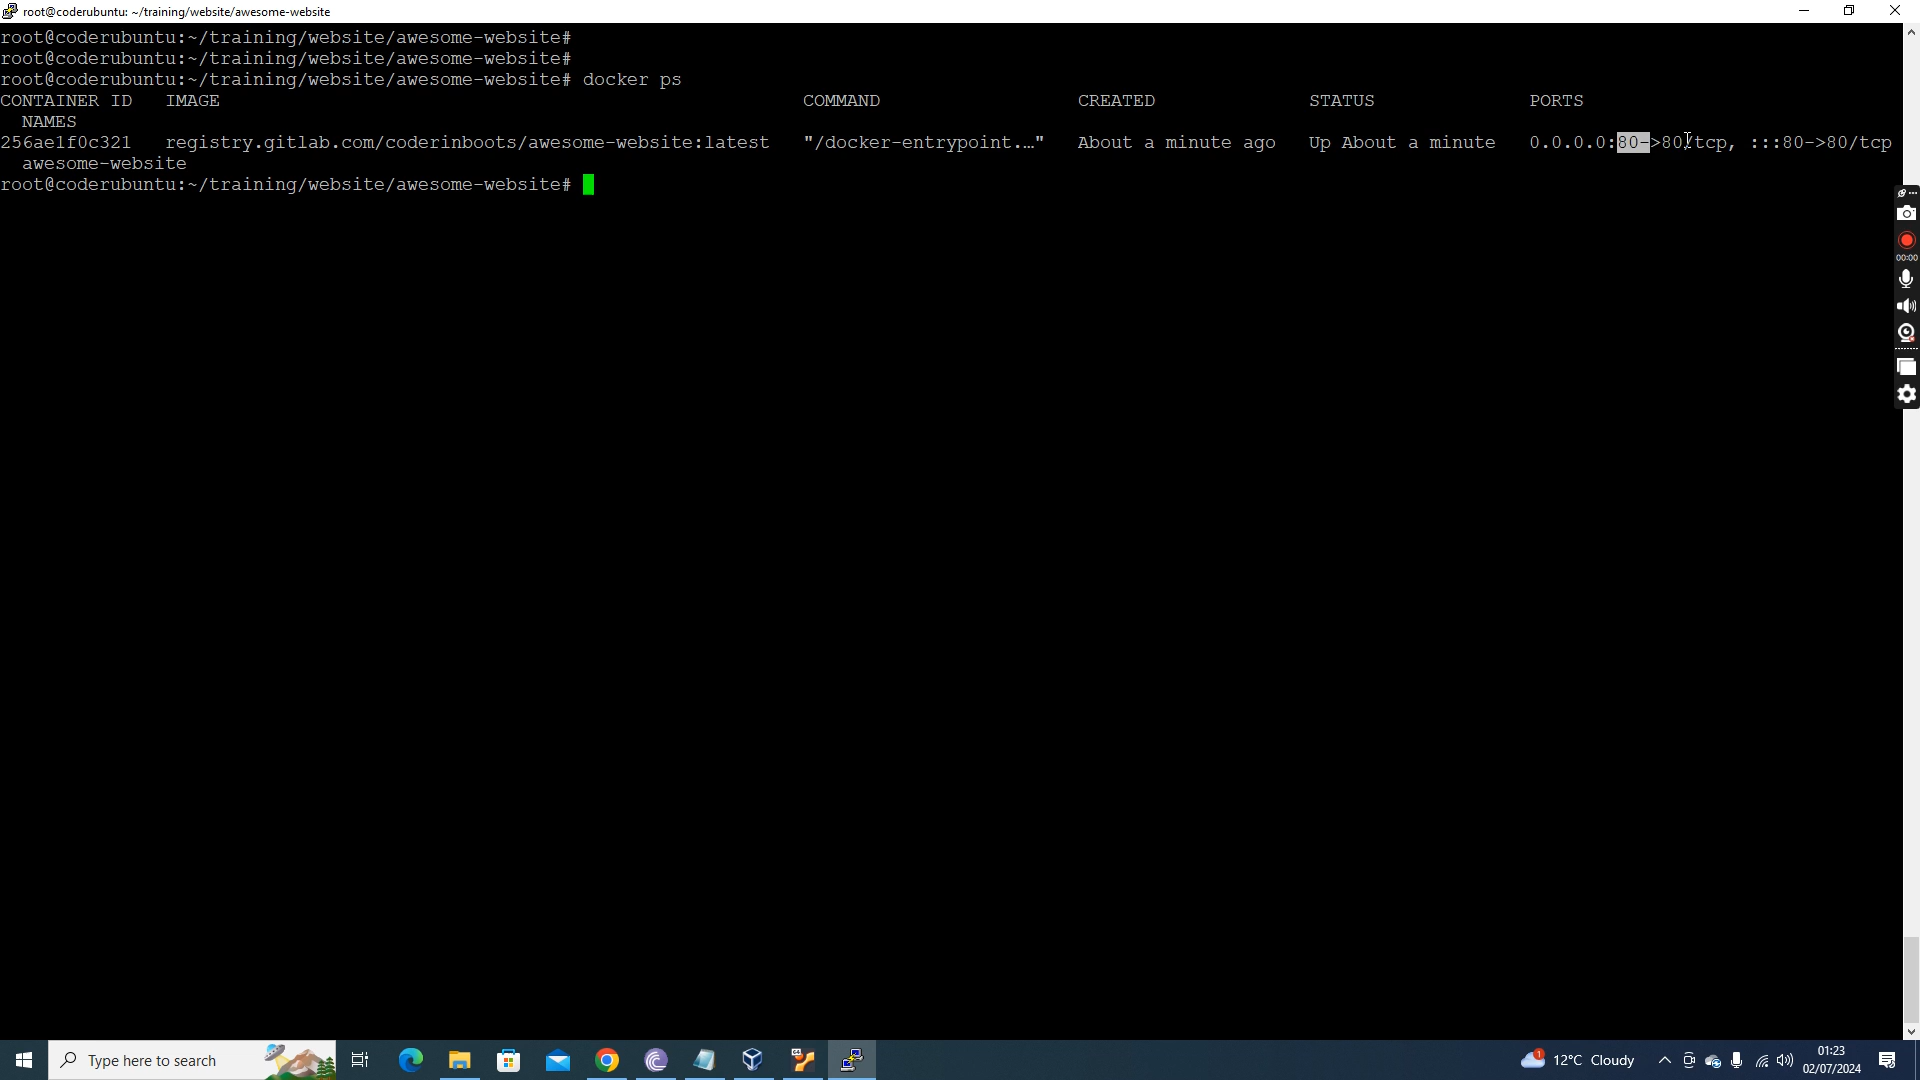 root@coderubuntu: ~/training/website/awesome-website
root@coderubuntu:~/training/website/awesome-website#
root@coderubuntu:~/training/website/awesome-website#
root@coderubuntu:~/training/website/awesome-website# docker ps
CONTAINER ID   IMAGE   COMMAND   CREATED   STATUS   PORTS
NAMES
256ae1f0c321   registry.gitlab.com/coderinboots/awesome-website:latest   "/docker-entrypoint.…"   About a minute ago   Up About a minute   0.0.0.0:80->80/tcp, :::80->80/tcp
awesome-website
root@coderubuntu:~/training/website/awesome-website#
00:00
Type here to search
1
12°C Cloudy
01:23
02/07/2024